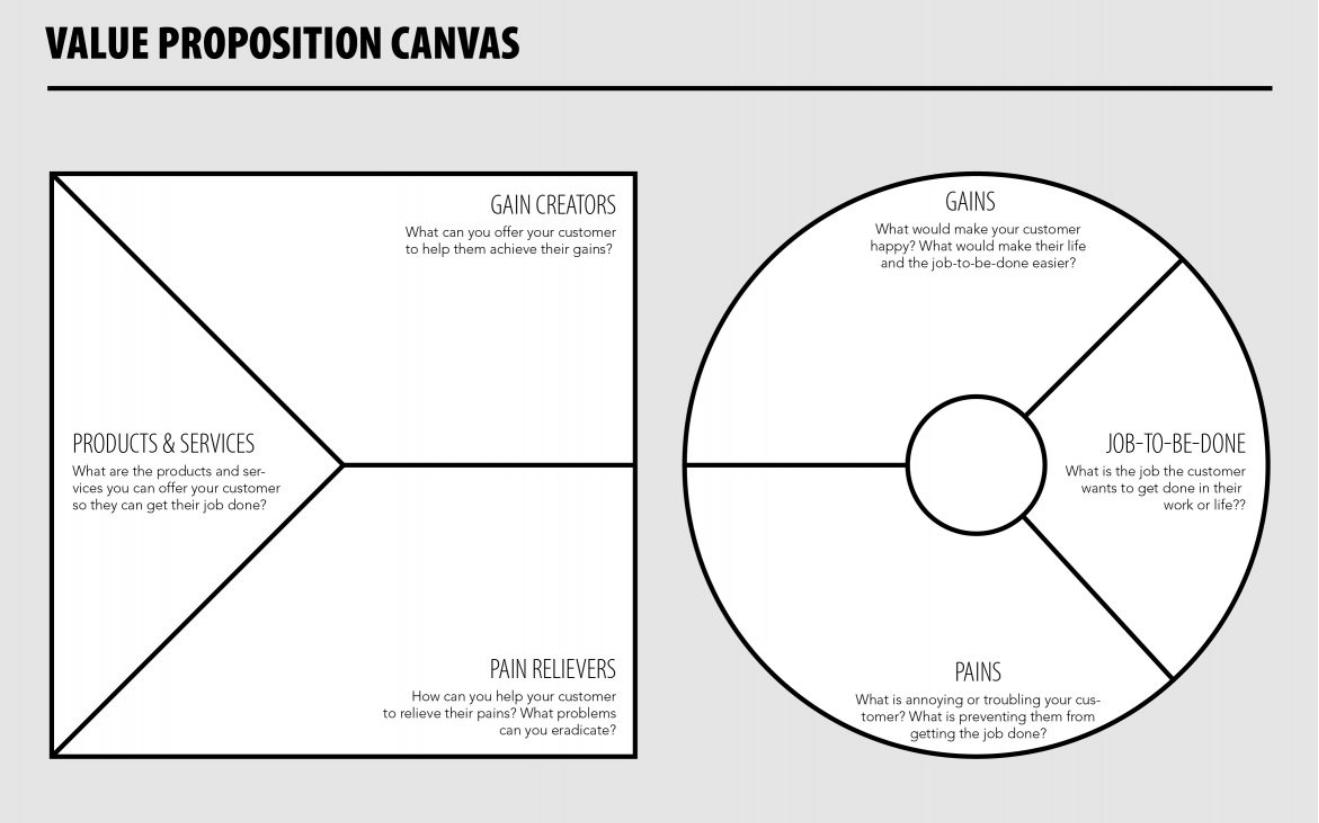 VALUE PROPOSITION CANVAS
GAIN CREATORS
What can you offer your customer
to help them achieve their gains?
PRODUCTS & SERVICES
What are the products and ser-
vices you can offer your customer
so they can get their job done?
PAIN RELIEVERS
How can you help your customer
to relieve their pains? What problems
can you eradicate?
GAINS
What would make your customer
happy? What would make their life
and the job-to-be-done easier?
JOB-TO-BE-DONE
What is the job the customer
wants to get done in their
work or life??
PAINS
What is annoying or troubling your cus-
tomer? What is preventing them from
getting the job done?